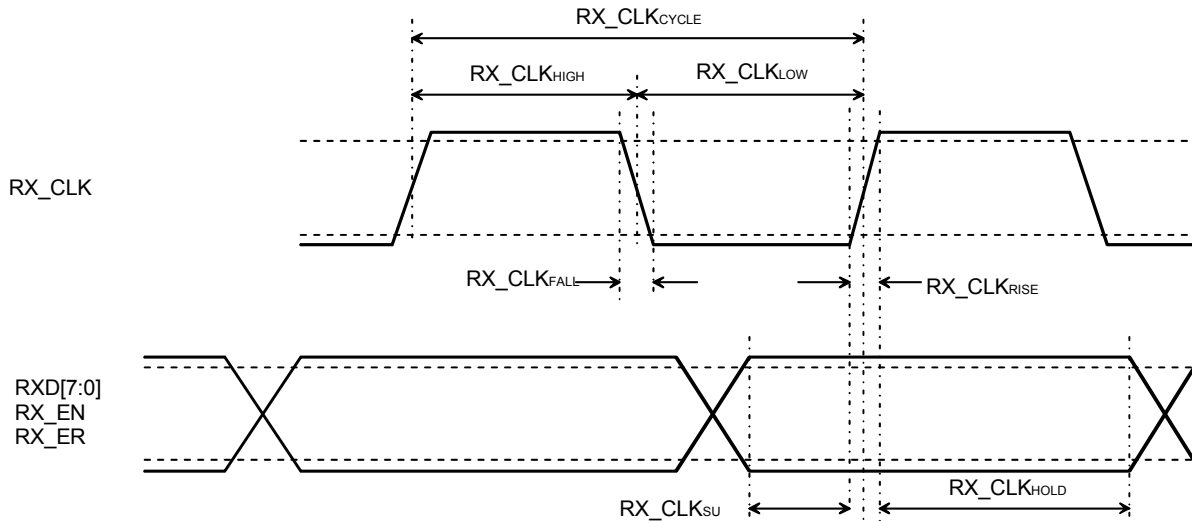 RX_CLKCYCLE
RX_CLKHIGH
RX_CLKLOW
RX_CLK
RX_CLKFALL
RX_CLKRISE
RXD[7:0]
RX_EN
RX_ER
RX_CLKSU
RX_CLKHOLD